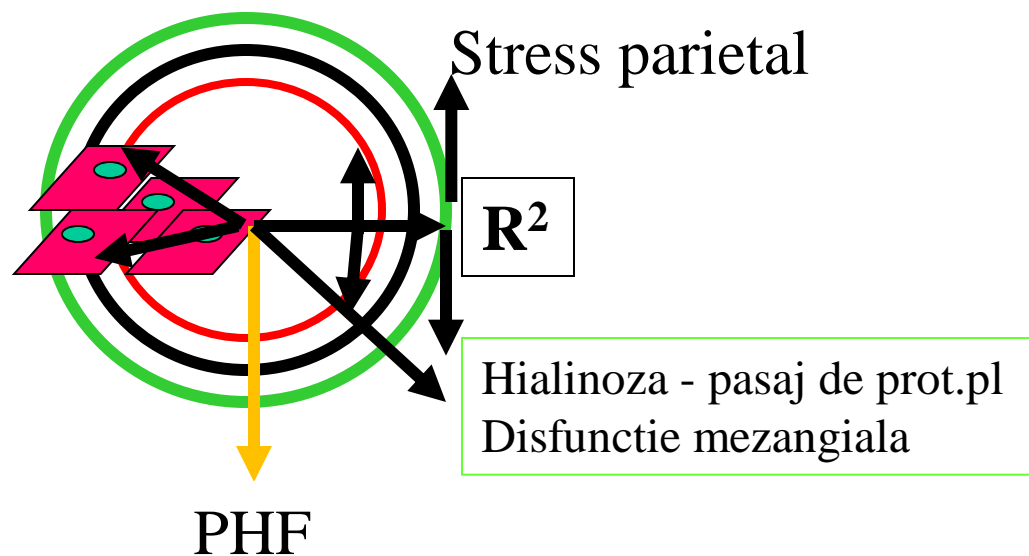 Stress parietal
R²
Hialinoza - pasaj de prot.pl
Disfunctie mezangiala
PHF